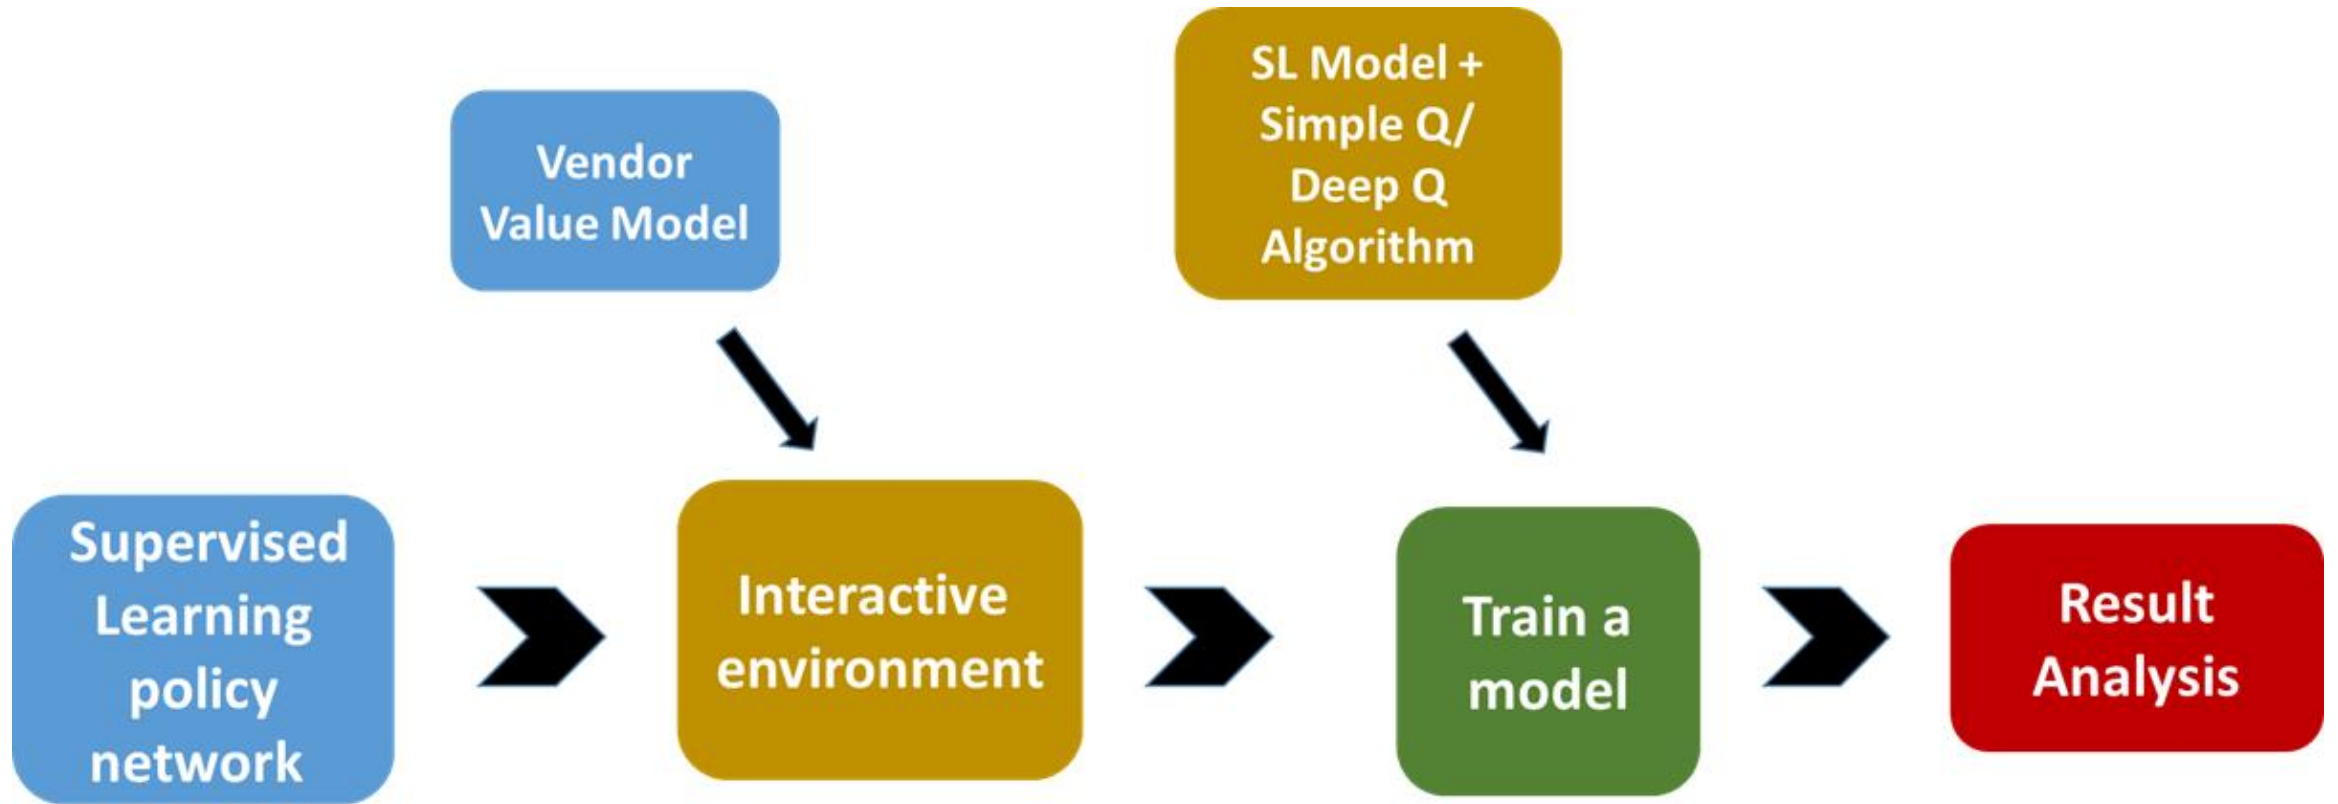 Vendor
Value Model
SL Model +
Simple Q/
Deep Q
Algorithm
Supervised
Learning
policy
network
Interactive
environment
Train a
model
Result
Analysis